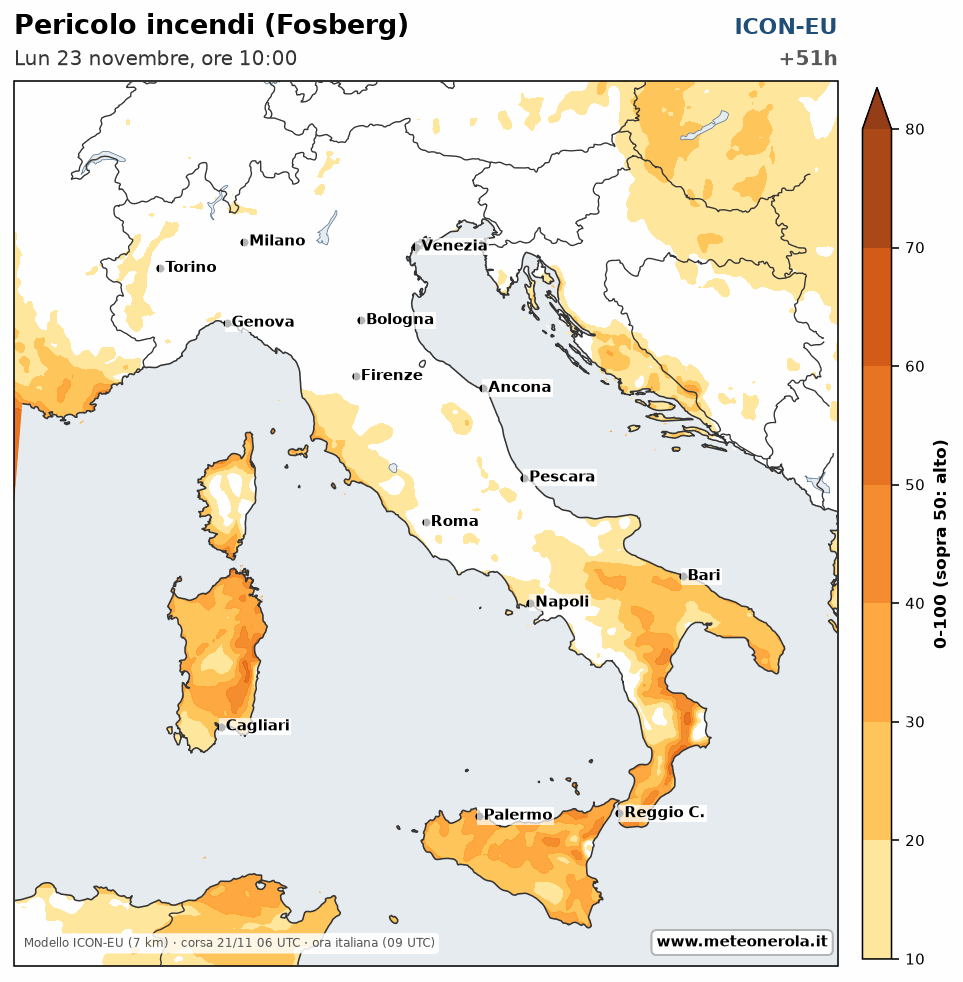 Pericolo incendi (Fosberg)
ICON-EU
Lun 23 novembre, ore 10:00
+51h
Milano
Venezia
Torino
Genova
Bologna
Firenze
Ancona
Pescara
Roma
Bari
Napoli
Cagliari
Palermo
Reggio C.
80
70
60
50
40
30
20
10
0-100 (sopra 50: alto)
Modello ICON-EU (7 km) · corsa 21/11 06 UTC · ora italiana (09 UTC)
www.meteonerola.it